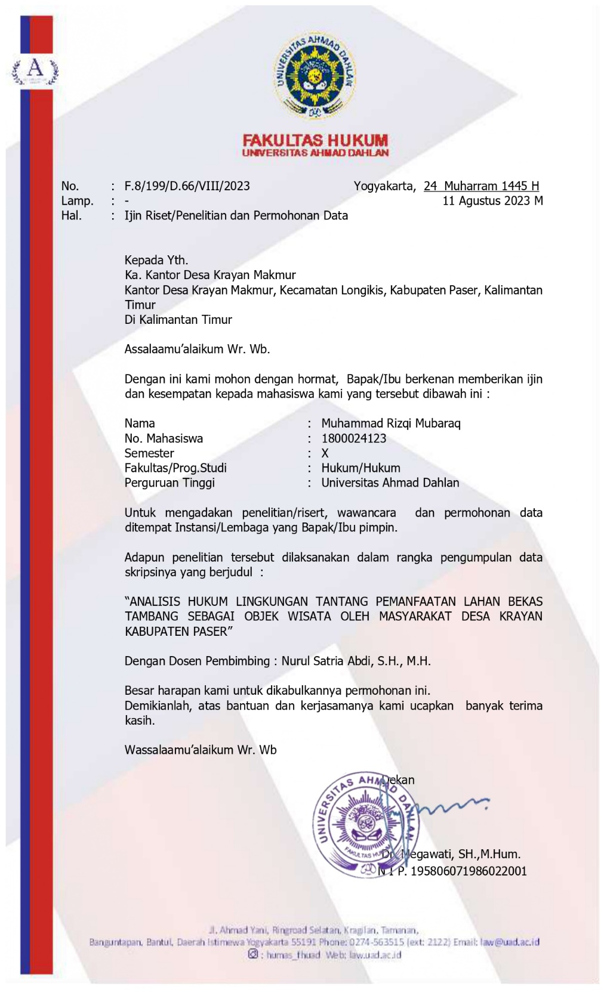 A
UNIVERSITAS AHMAD DAHLAN
FAKULTAS HUKUM
UNIVERSITAS AHMAD DAHLAN
No. : F.8/199/D.66/VIII/2023 Yogyakarta, 24 Muharram 1445 H
Lamp. : - 11 Agustus 2023 M
Hal. : Ijin Riset/Penelitian dan Permohonan Data
Kepada Yth.
Ka. Kantor Desa Krayan Makmur
Kantor Desa Krayan Makmur, Kecamatan Longikis, Kabupaten Paser, Kalimantan
Timur
Di Kalimantan Timur
Assalaamu’alaikum Wr. Wb.
Dengan ini kami mohon dengan hormat, Bapak/Ibu berkenan memberikan ijin
dan kesempatan kepada mahasiswa kami yang tersebut dibawah ini :
Nama : Muhammad Rizqi Mubaraq
No. Mahasiswa : 1800024123
Semester : X
Fakultas/Prog.Studi : Hukum/Hukum
Perguruan Tinggi : Universitas Ahmad Dahlan
Untuk mengadakan penelitian/risert, wawancara dan permohonan data
ditempat Instansi/Lembaga yang Bapak/Ibu pimpin.
Adapun penelitian tersebut dilaksanakan dalam rangka pengumpulan data
skripsinya yang berjudul :
“ANALISIS HUKUM LINGKUNGAN TANTANG PEMANFAATAN LAHAN BEKAS
TAMBANG SEBAGAI OBJEK WISATA OLEH MASYARAKAT DESA KRAYAN
KABUPATEN PASER”
Dengan Dosen Pembimbing : Nurul Satria Abdi, S.H., M.H.
Besar harapan kami untuk dikabulkannya permohonan ini.
Demikianlah, atas bantuan dan kerjasamanya kami ucapkan banyak terima
kasih.
Wassalaamu’alaikum Wr. Wb
Dekan
UNIVERSITAS AHMAD DAHLAN
FAKULTAS HUKUM
Dr. Megawati, SH.,M.Hum.
N I P. 195806071986022001
Jl. Ahmad Yani, Ringroad Selatan, Kragilan, Tamanan,
Banguntapan, Bantul, Daerah Istimewa Yogyakarta 55191 Phone: 0274-563515 (ext: 2122) Email: law@uad.ac.id
: humas_fhuad Web: law.uad.ac.id